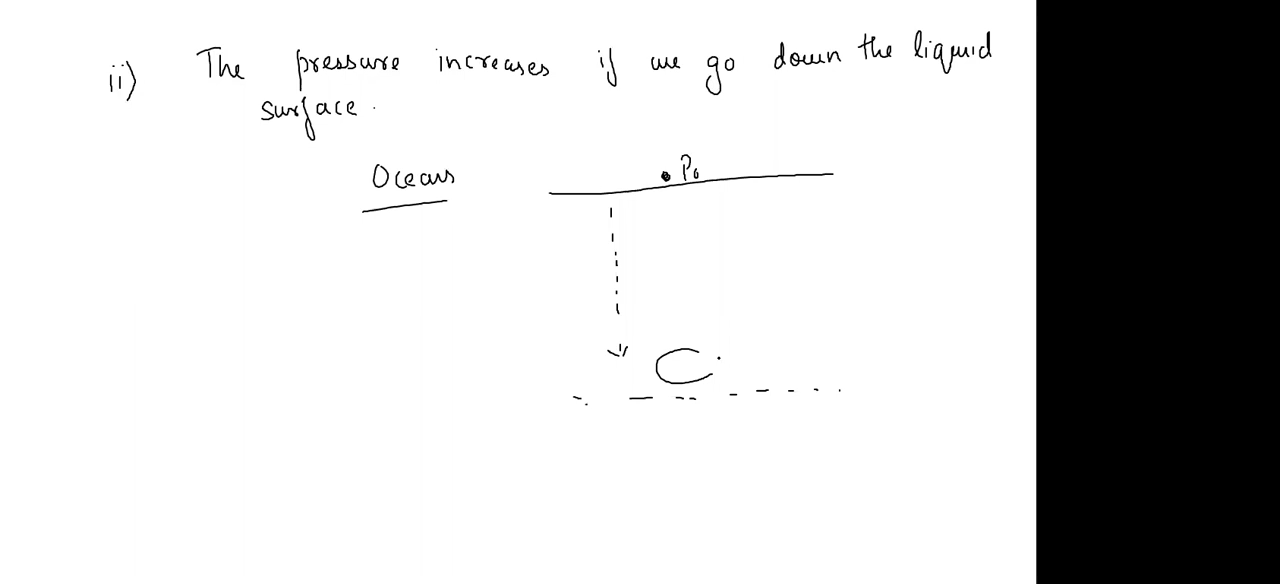 ii) The pressure increases if we go down the liquid
surface.
Oceans
P₀